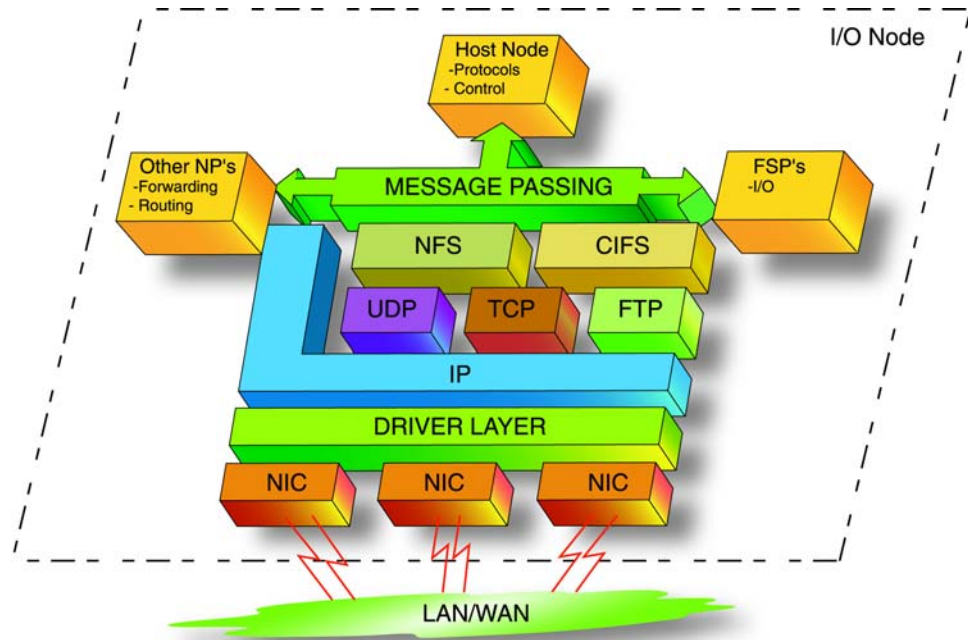 I/O Node
Host Node
-Protocols
- Control
Other NP's
-Forwarding
- Routing
MESSAGE PASSING
FSP's
-I/O
NFS
CIFS
UDP
TCP
FTP
IP
DRIVER LAYER
NIC
NIC
NIC
LAN/WAN